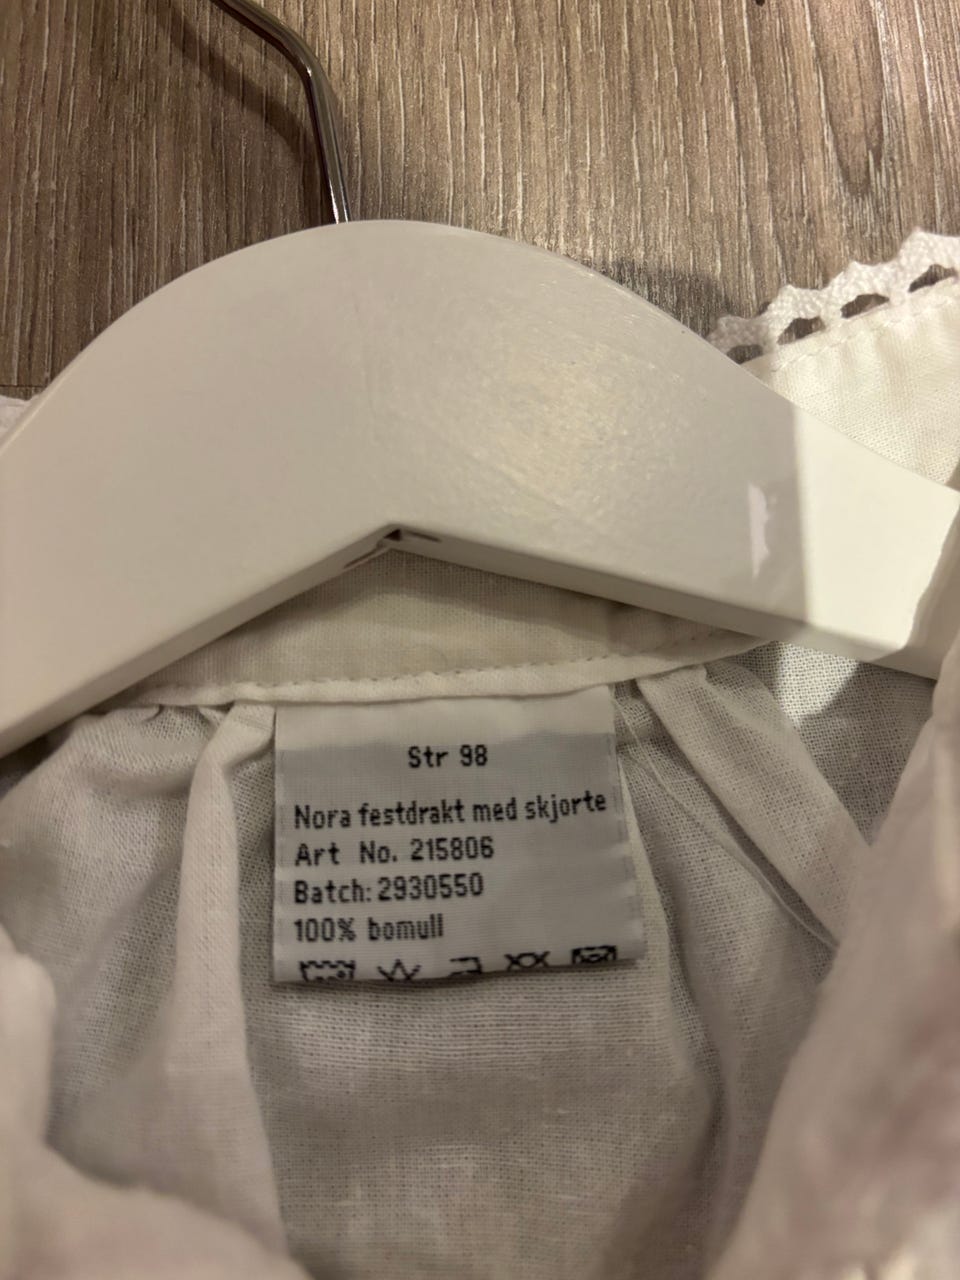 Str 98
Nora festdrakt med skjorte
Art No. 215806
Batch: 2930550
100% bomull